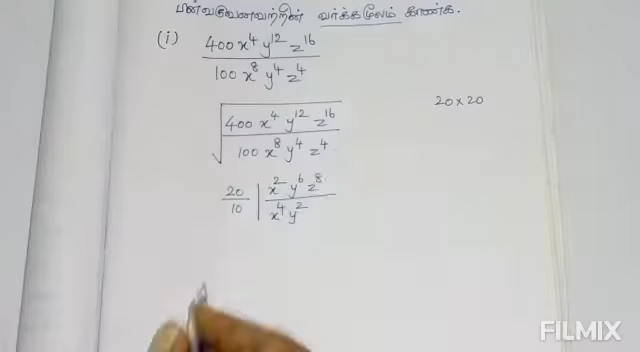 பின்வருவனவற்றின் வர்க்கமூலம் காண்க.
(i) 400 x⁴ y¹² z¹⁶
100 x⁸ y⁴ z⁴
√400 x⁴ y¹² z¹⁶
100 x⁸ y⁴ z⁴
20 x 20
20 | x² y⁶ z⁸
10 | x⁴ y²
FILMIX